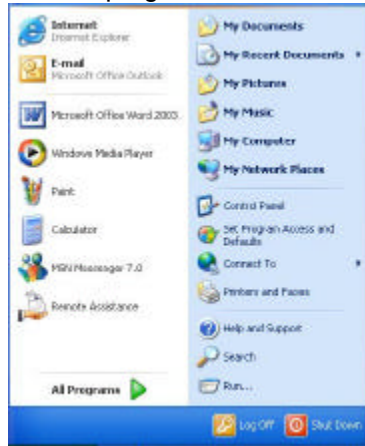 Internet
Internet Explorer
E-mail
Microsoft Office Outlook
Microsoft Office Word 2003
Windows Media Player
Paint
Calculator
MSN Messenger 7.0
Remote Assistance
All Programs
My Documents
My Recent Documents
My Pictures
My Music
My Computer
My Network Places
Control Panel
Set Program Access and
Defaults
Connect To
Printers and Faxes
Help and Support
Search
Run...
Log Off
Shut Down